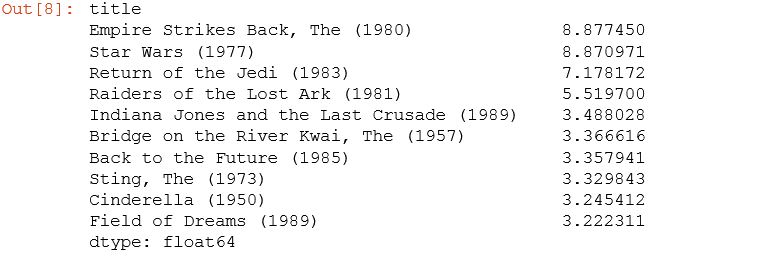 Out[8]: title
Empire Strikes Back, The (1980) 8.877450
Star Wars (1977) 8.870971
Return of the Jedi (1983) 7.178172
Raiders of the Lost Ark (1981) 5.519700
Indiana Jones and the Last Crusade (1989) 3.488028
Bridge on the River Kwai, The (1957) 3.366616
Back to the Future (1985) 3.357941
Sting, The (1973) 3.329843
Cinderella (1950) 3.245412
Field of Dreams (1989) 3.222311
dtype: float64